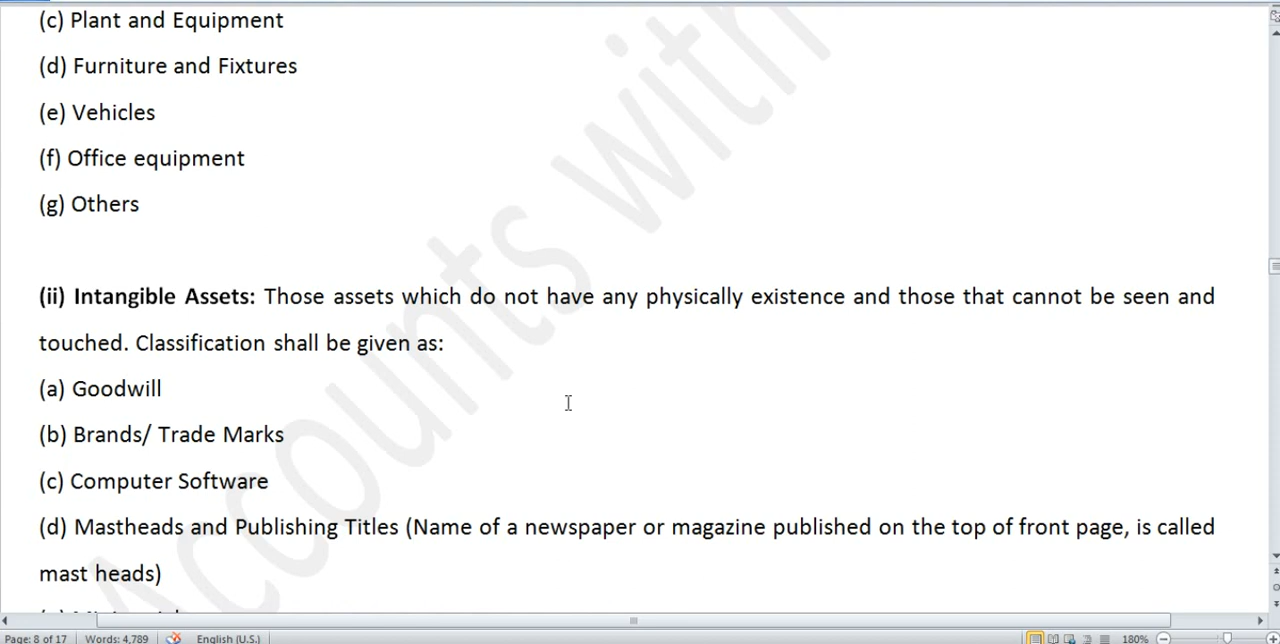 (c) Plant and Equipment
(d) Furniture and Fixtures
(e) Vehicles
(f) Office equipment
(g) Others
(ii) Intangible Assets: Those assets which do not have any physically existence and those that cannot be seen and
touched. Classification shall be given as:
(a) Goodwill
(b) Brands/ Trade Marks
(c) Computer Software
(d) Mastheads and Publishing Titles (Name of a newspaper or magazine published on the top of front page, is called
mast heads)
Accounts with
Page: 8 of 17 Words: 4,789 English (U.S.) 180%